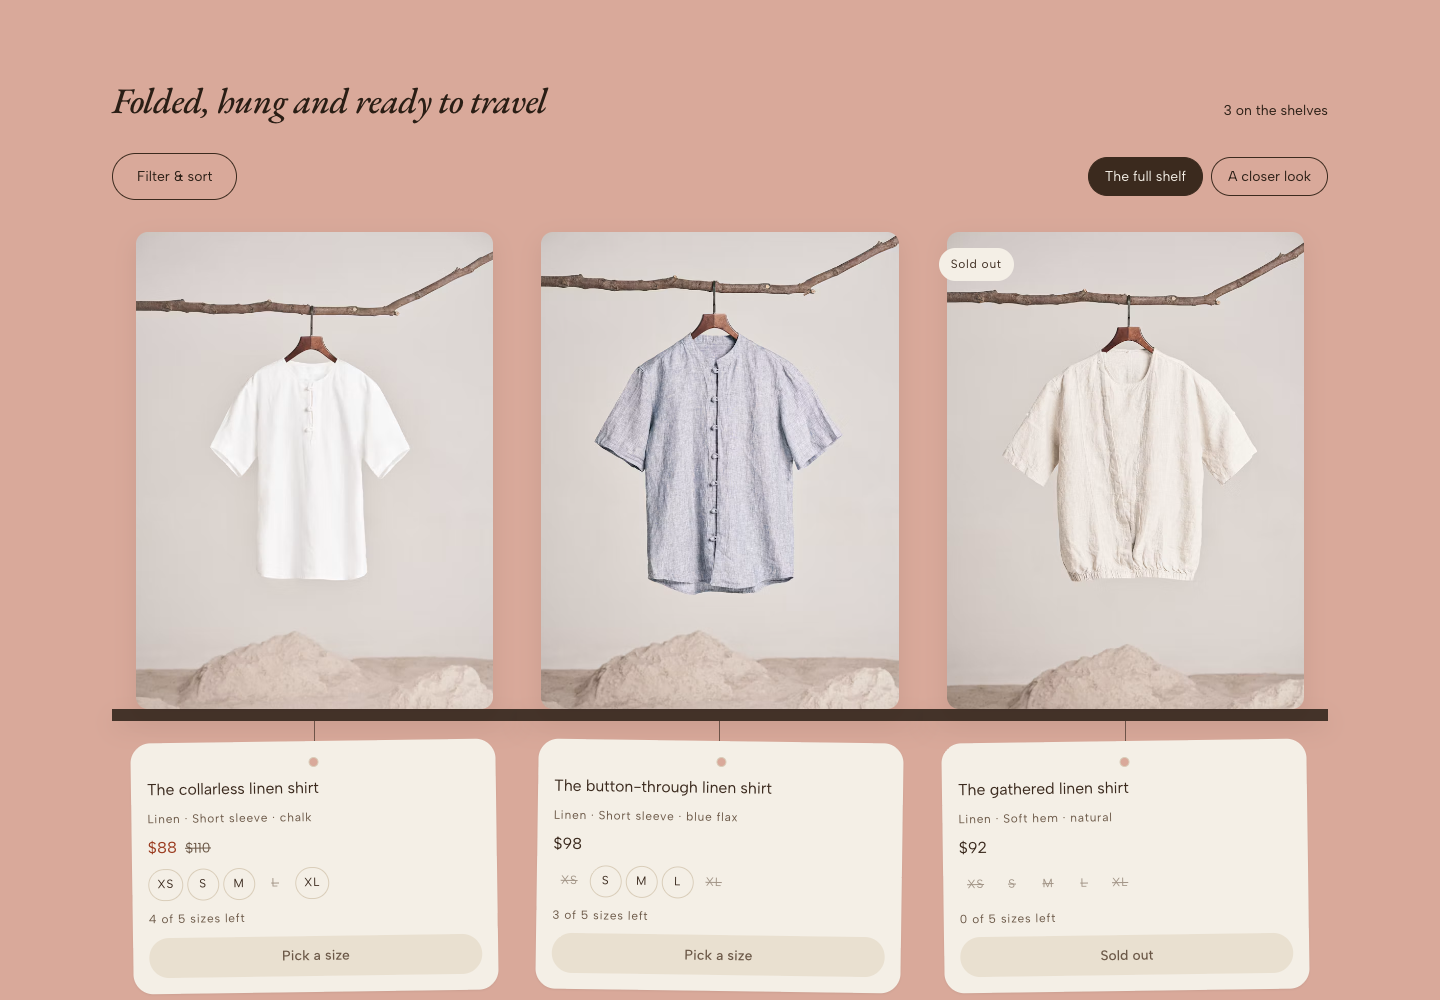 Folded, hung and ready to travel
3 on the shelves
Filter & sort
The full shelf
A closer look
Sold out
The collarless linen shirt
Linen · Short sleeve · chalk
$88 $110
XS S M L XL
4 of 5 sizes left
Pick a size
The button-through linen shirt
Linen · Short sleeve · blue flax
$98
XS S M L XL
3 of 5 sizes left
Pick a size
The gathered linen shirt
Linen · Soft hem · natural
$92
XS S M L XL
0 of 5 sizes left
Sold out